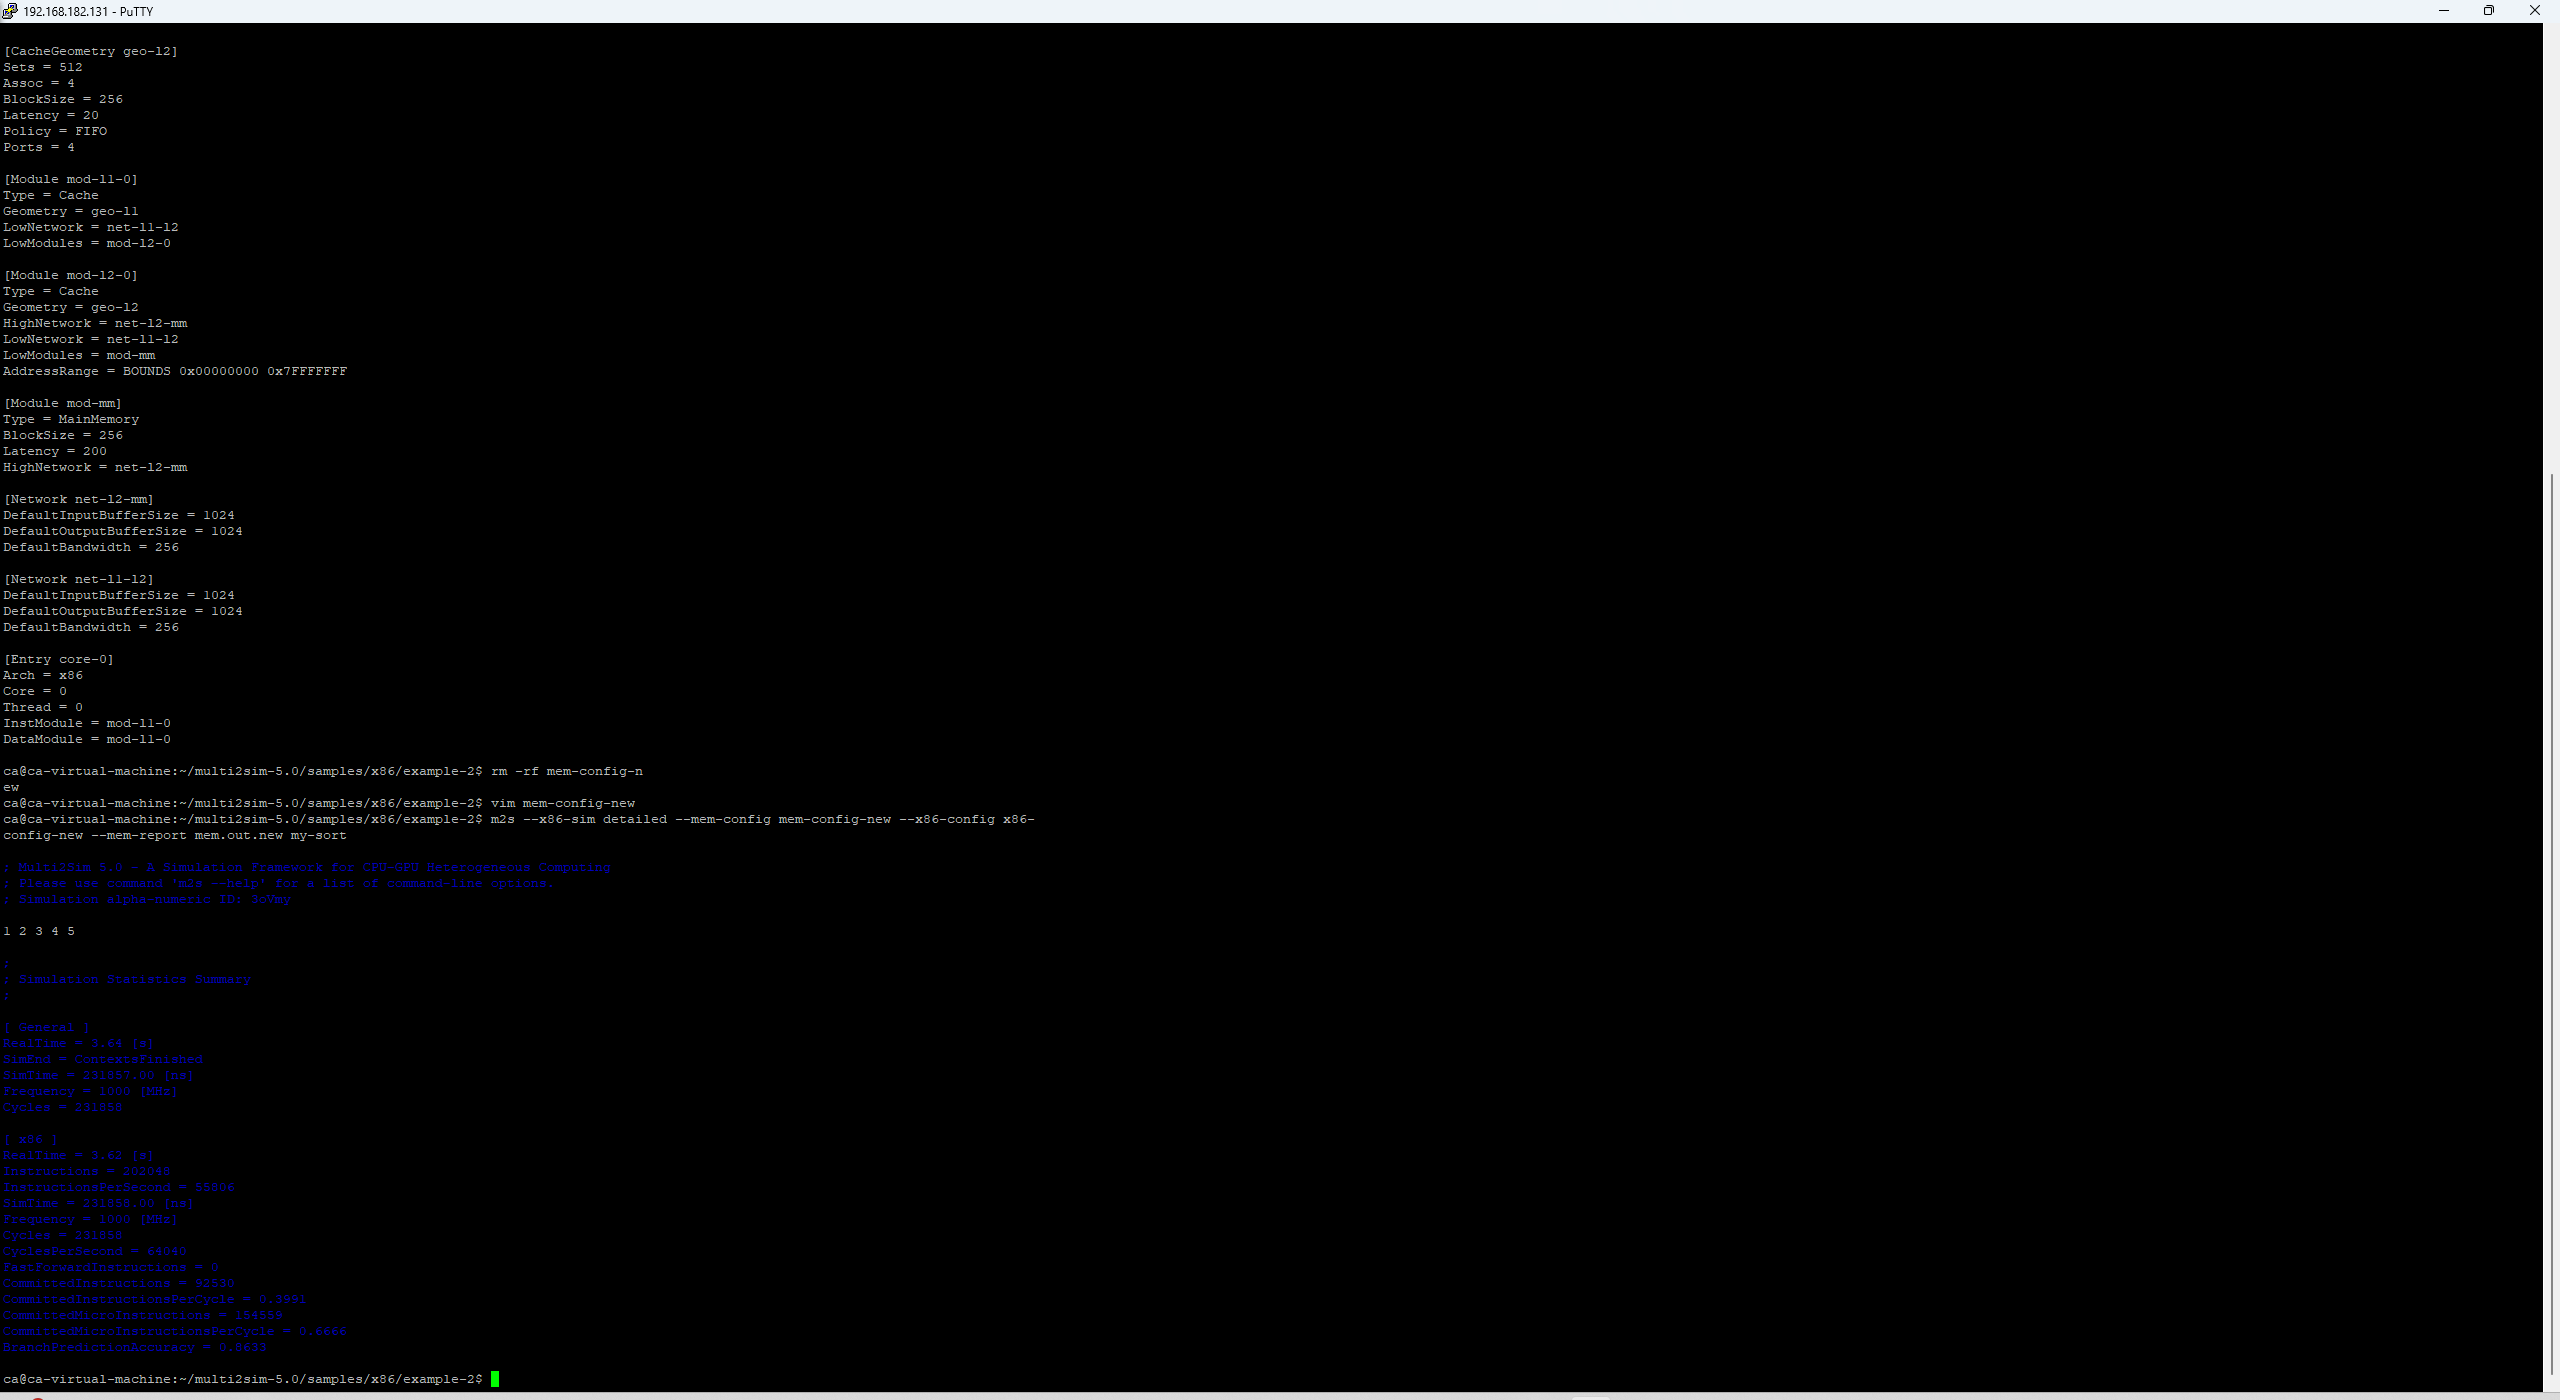 192.168.182.131 - PuTTY
[CacheGeometry geo-l2]
Sets = 512
Assoc = 4
BlockSize = 256
Latency = 20
Policy = FIFO
Ports = 4
[Module mod-l1-0]
Type = Cache
Geometry = geo-l1
LowNetwork = net-l1-l2
LowModules = mod-l2-0
[Module mod-l2-0]
Type = Cache
Geometry = geo-l2
HighNetwork = net-l2-mm
LowNetwork = net-l1-l2
LowModules = mod-mm
AddressRange = BOUNDS 0x00000000 0x7FFFFFFF
[Module mod-mm]
Type = MainMemory
BlockSize = 256
Latency = 200
HighNetwork = net-l2-mm
[Network net-l2-mm]
DefaultInputBufferSize = 1024
DefaultOutputBufferSize = 1024
DefaultBandwidth = 256
[Network net-l1-l2]
DefaultInputBufferSize = 1024
DefaultOutputBufferSize = 1024
DefaultBandwidth = 256
[Entry core-0]
Arch = x86
Core = 0
Thread = 0
InstModule = mod-l1-0
DataModule = mod-l1-0
ca@ca-virtual-machine:~/multi2sim-5.0/samples/x86/example-2$ rm -rf mem-config-n
ew
ca@ca-virtual-machine:~/multi2sim-5.0/samples/x86/example-2$ vim mem-config-new
ca@ca-virtual-machine:~/multi2sim-5.0/samples/x86/example-2$ m2s --x86-sim detailed --mem-config mem-config-new --x86-config x86-
config-new --mem-report mem.out.new my-sort
; Multi2Sim 5.0 - A Simulation Framework for CPU-GPU Heterogeneous Computing
; Please use command 'm2s --help' for a list of command-line options.
; Simulation alpha-numeric ID: 3oVmy
1 2 3 4 5
;
; Simulation Statistics Summary
;
[ General ]
RealTime = 3.64 [s]
SimEnd = ContextsFinished
SimTime = 231857.00 [ns]
Frequency = 1000 [MHz]
Cycles = 231858
[ x86 ]
RealTime = 3.62 [s]
Instructions = 202048
InstructionsPerSecond = 55806
SimTime = 231858.00 [ns]
Frequency = 1000 [MHz]
Cycles = 231858
CyclesPerSecond = 64040
FastForwardInstructions = 0
CommittedInstructions = 92530
CommittedInstructionsPerCycle = 0.3991
CommittedMicroInstructions = 154559
CommittedMicroInstructionsPerCycle = 0.6666
BranchPredictionAccuracy = 0.8633
ca@ca-virtual-machine:~/multi2sim-5.0/samples/x86/example-2$